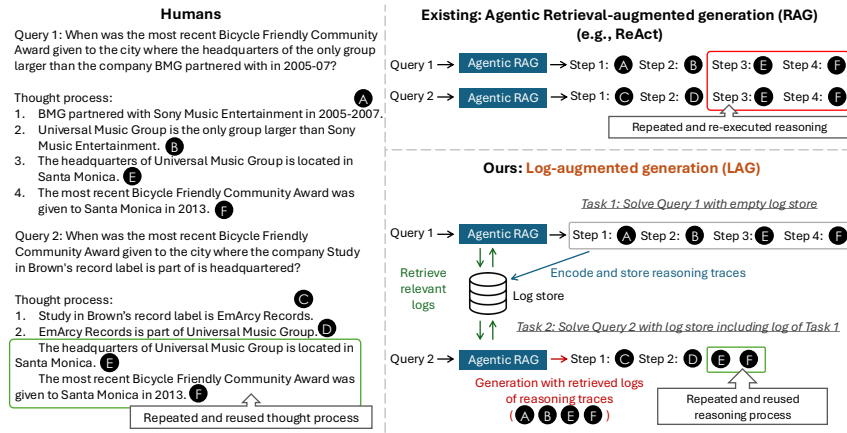 Humans
Query 1: When was the most recent Bicycle Friendly Community
Award given to the city where the headquarters of the only group
larger than the company BMG partnered with in 2005-07?
Thought process:
A
1. BMG partnered with Sony Music Entertainment in 2005-2007.
2. Universal Music Group is the only group larger than Sony
Music Entertainment. B
3. The headquarters of Universal Music Group is located in
Santa Monica. E
4. The most recent Bicycle Friendly Community Award was
given to Santa Monica in 2013. F
Query 2: When was the most recent Bicycle Friendly
Community Award given to the city where the company Study
in Brown's record label is part of is headquartered?
Thought process:
C
1. Study in Brown's record label is EmArcy Records.
2. EmArcy Records is part of Universal Music Group. D
The headquarters of Universal Music Group is located in
Santa Monica. E
The most recent Bicycle Friendly Community Award was
given to Santa Monica in 2013. F
Repeated and reused thought process
Existing: Agentic Retrieval-augmented generation (RAG)
(e.g., ReAct)
Query 1 Agentic RAG Step 1: A Step 2: B Step 3: E Step 4: F
Query 2 Agentic RAG Step 1: C Step 2: D Step 3: E Step 4: F
Repeated and re-executed reasoning
Ours: Log-augmented generation (LAG)
Task 1: Solve Query 1 with empty log store
Query 1 Agentic RAG Step 1: A Step 2: B Step 3: E Step 4: F
Retrieve
relevant
logs
Encode and store reasoning traces
Log store
Task 2: Solve Query 2 with log store including log of Task 1
Query 2 Agentic RAG Step 1: C Step 2: D E F
Generation with retrieved logs
of reasoning traces
( A B E F )
Repeated and reused
reasoning process